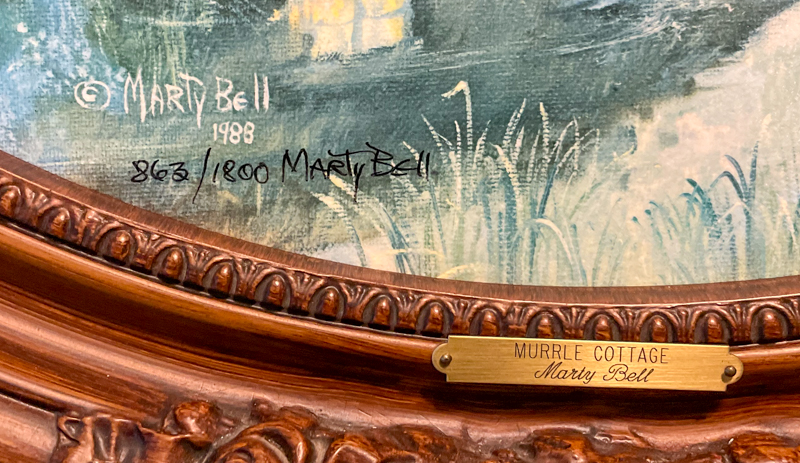 © MARTY BELL
1988
863/1800 MARTY BELL
MURRLE COTTAGE
Marty Bell